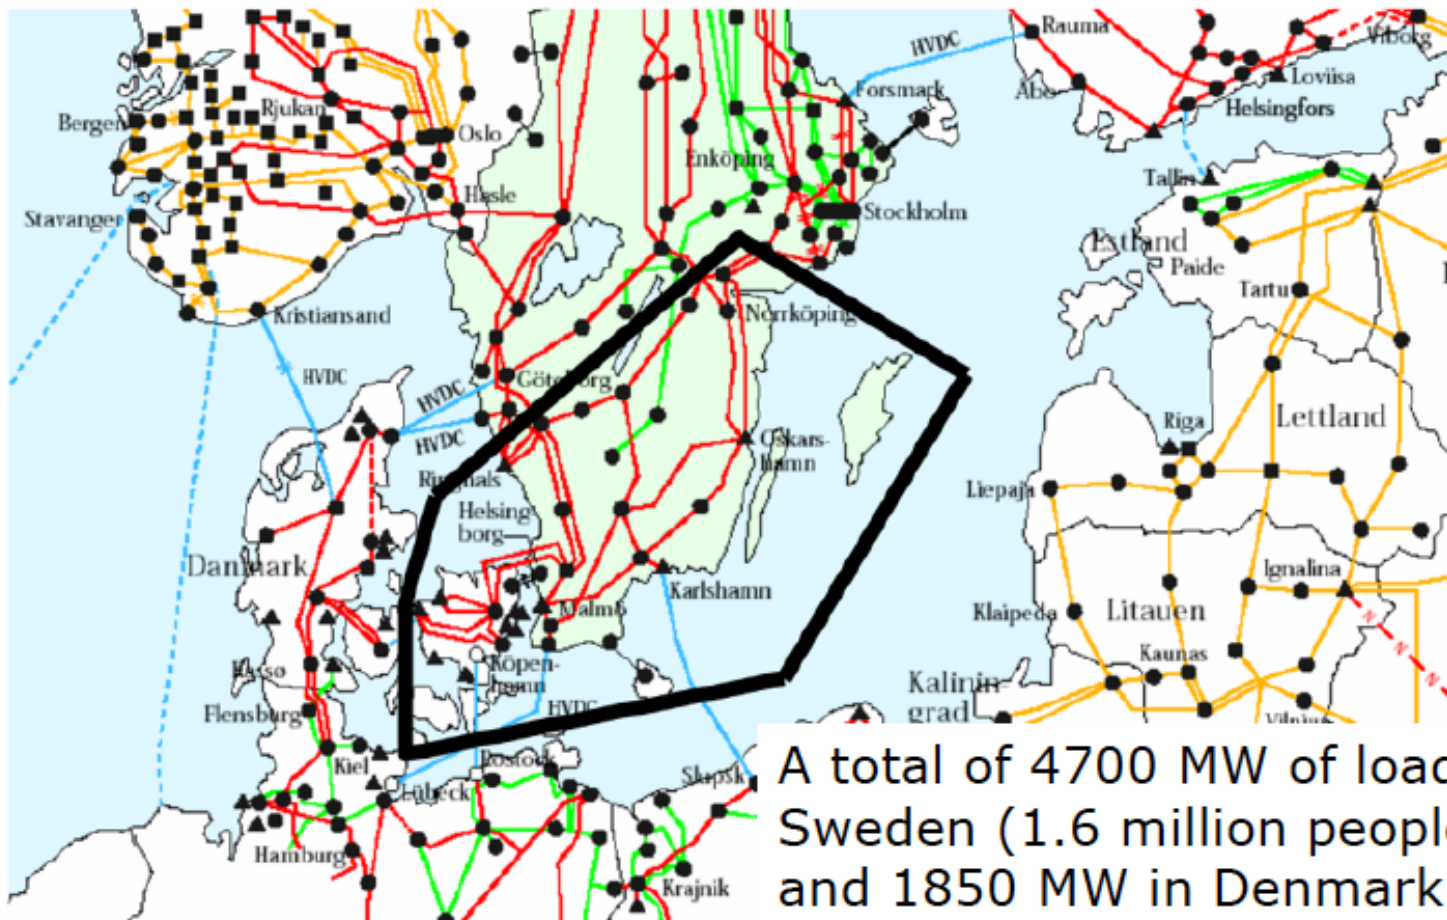 HVDC
Rauma
Viborg
Loviisa
Åbo
Helsingfors
Forsmark
Bergen
Rjukan
Oslo
Enköping
Tallin
Hasle
Stockholm
Stavanger
Estland
Paide
Tartu
Kristiansand
Norrköping
HVDC
Göteborg
HVDC
HVDC
Riga
Lettland
Oskars-
hamn
Ringhals
Liepaja
Helsing-
borg
Danmark
Ignalina
Karlshamn
Malmö
Klaipeda
Litauen
Kaunas
Kassø
Köpen-
hamn
Kalinin-
grad
Flensburg
HVDC
Vilnius
Kiel
Rostock
Slupsk
Lübeck
Hamburg
Krajnik
N N N
A total of 4700 MW of load
Sweden (1.6 million people
and 1850 MW in Denmark